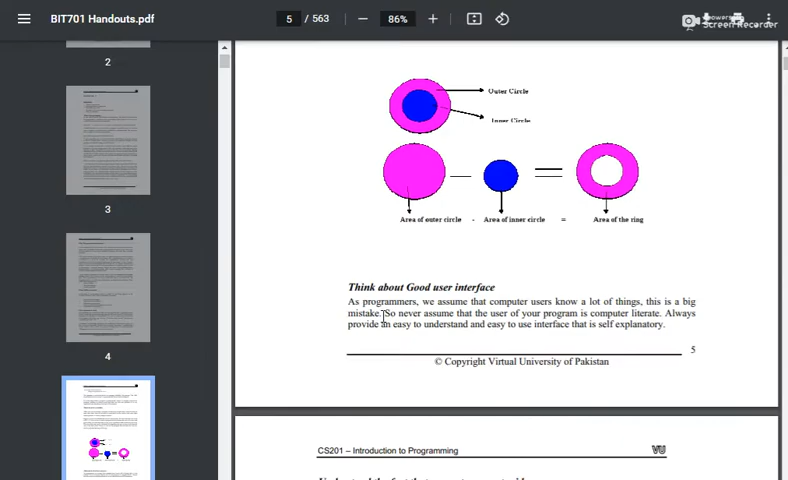 BIT701 Handouts.pdf
5 / 563
86%
Screen Recorder
2
3
4
Outer Circle
Inner Circle
Area of outer circle - Area of inner circle = Area of the ring
Think about Good user interface
As programmers, we assume that computer users know a lot of things, this is a big
mistake. So never assume that the user of your program is computer literate. Always
provide an easy to understand and easy to use interface that is self explanatory.
5
© Copyright Virtual University of Pakistan
CS201 – Introduction to Programming
VU